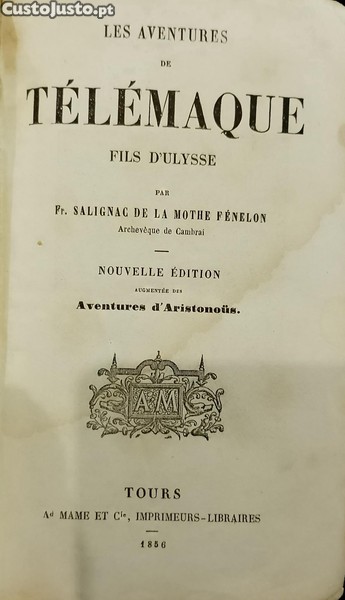 CustoJusto.pt
LES AVENTURES
DE
TÉLÉMAQUE
FILS D'ULYSSE
PAR
Fr. SALIGNAC DE LA MOTHE FÉNELON
Archevêque de Cambrai
NOUVELLE ÉDITION
AUGMENTÉE DES
Aventures d'Aristonoüs.
AM
TOURS
Ad MAME ET Cie, IMPRIMEURS-LIBRAIRES
1856